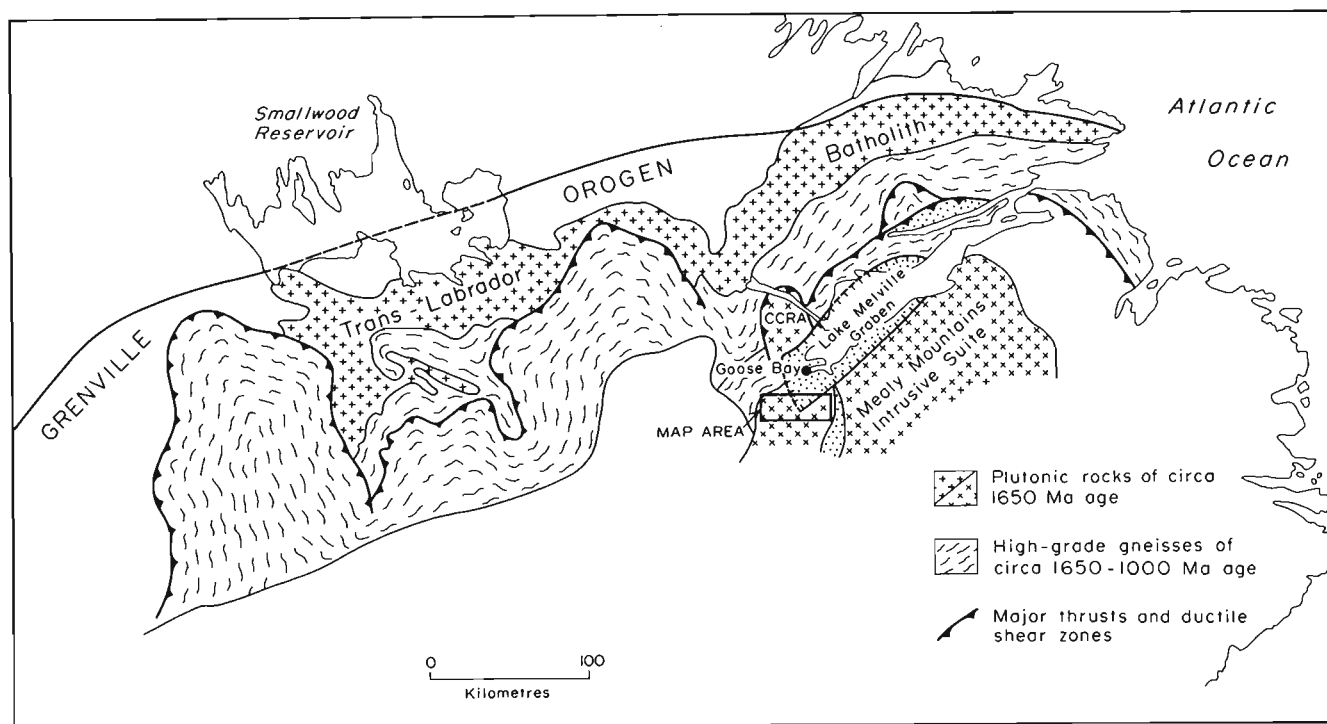 Smallwood
Reservoir
Atlantic
Ocean
GRENVILLE
OROGEN
Trans-Labrador
Batholith
CCRA
Lake Melville
Graben
Goose Bay
Mealy Mountains
Intrusive Suite
MAP AREA
Plutonic rocks of circa
1650 Ma age
High-grade gneisses of
circa 1650-1000 Ma age
Major thrusts and ductile
shear zones
0 100
Kilometres